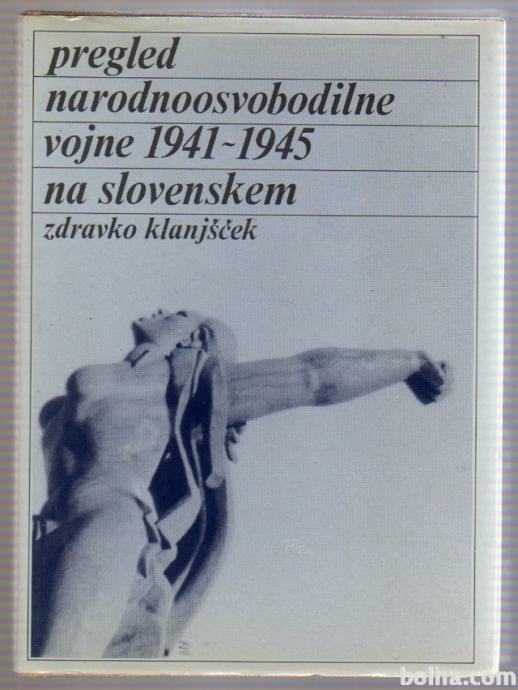 pregled
narodnoosvobodilne
vojne 1941-1945
na slovenskem
zdravko klanjšček
bolha.com